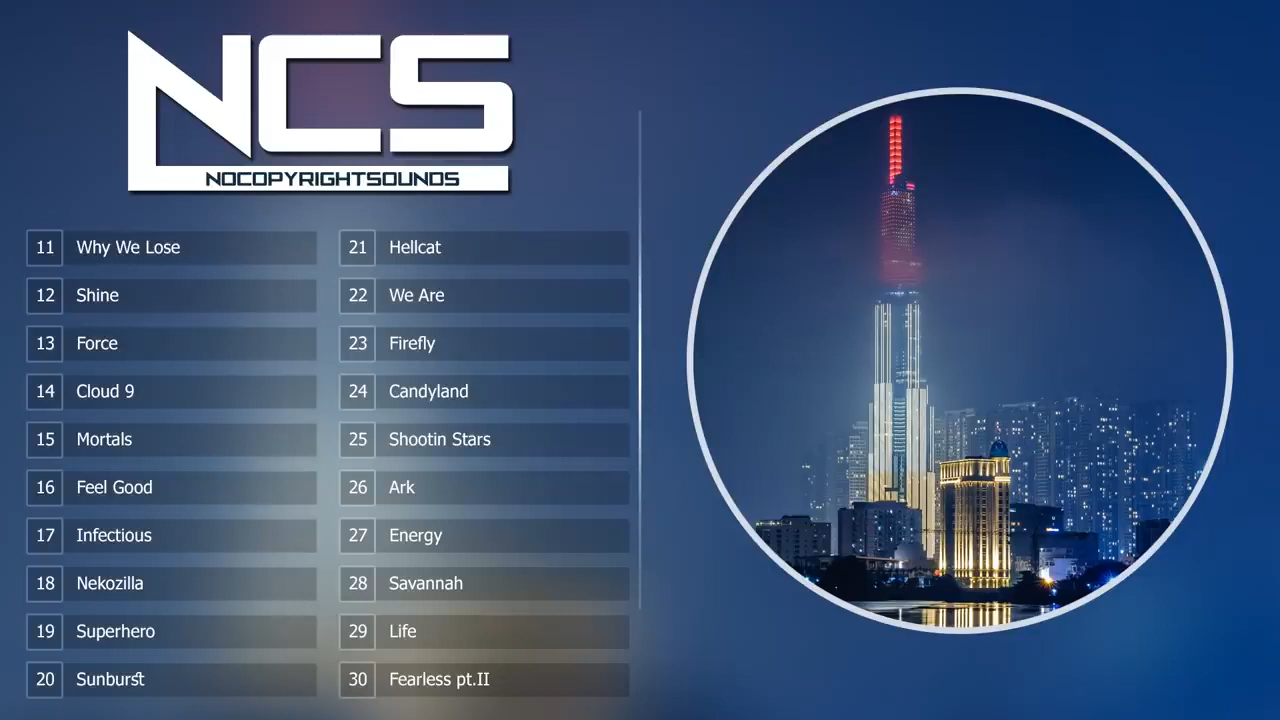 NCS
NOCOPYRIGHTSOUNDS
11 Why We Lose
12 Shine
13 Force
14 Cloud 9
15 Mortals
16 Feel Good
17 Infectious
18 Nekozilla
19 Superhero
20 Sunburst
21 Hellcat
22 We Are
23 Firefly
24 Candyland
25 Shootin Stars
26 Ark
27 Energy
28 Savannah
29 Life
30 Fearless pt.II